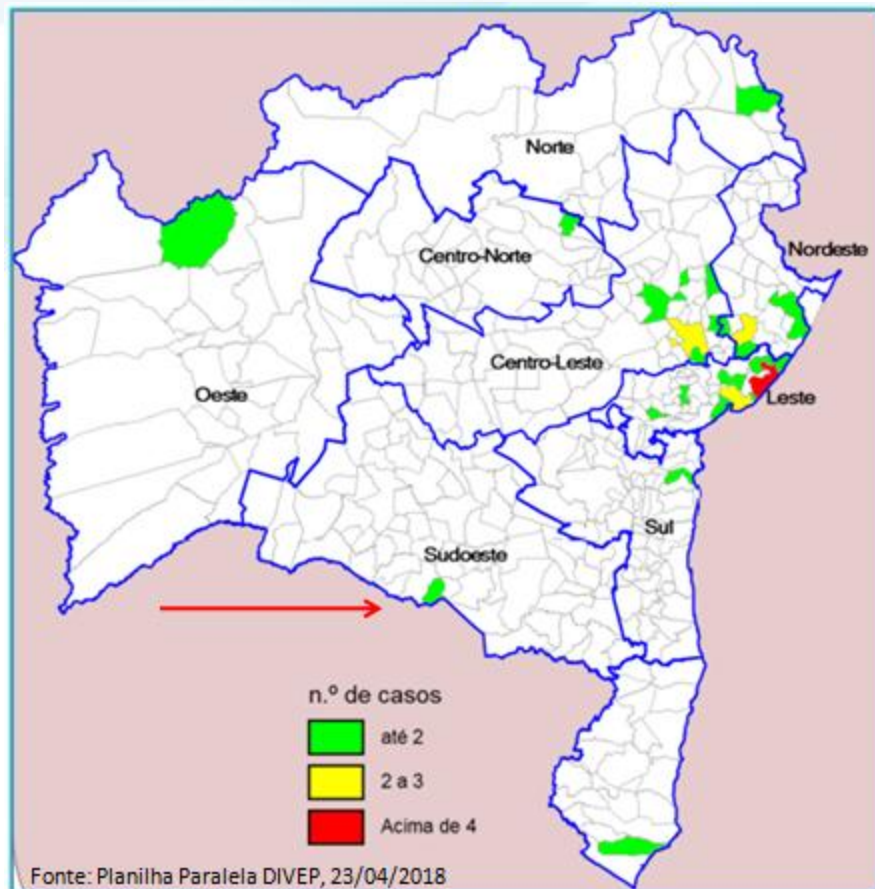 Norte
Nordeste
Centro-Norte
Centro-Leste
Oeste
Leste
Sul
Sudoeste
n.º de casos
até 2
2 a 3
Acima de 4
Fonte: Planilha Paralela DIVEP, 23/04/2018